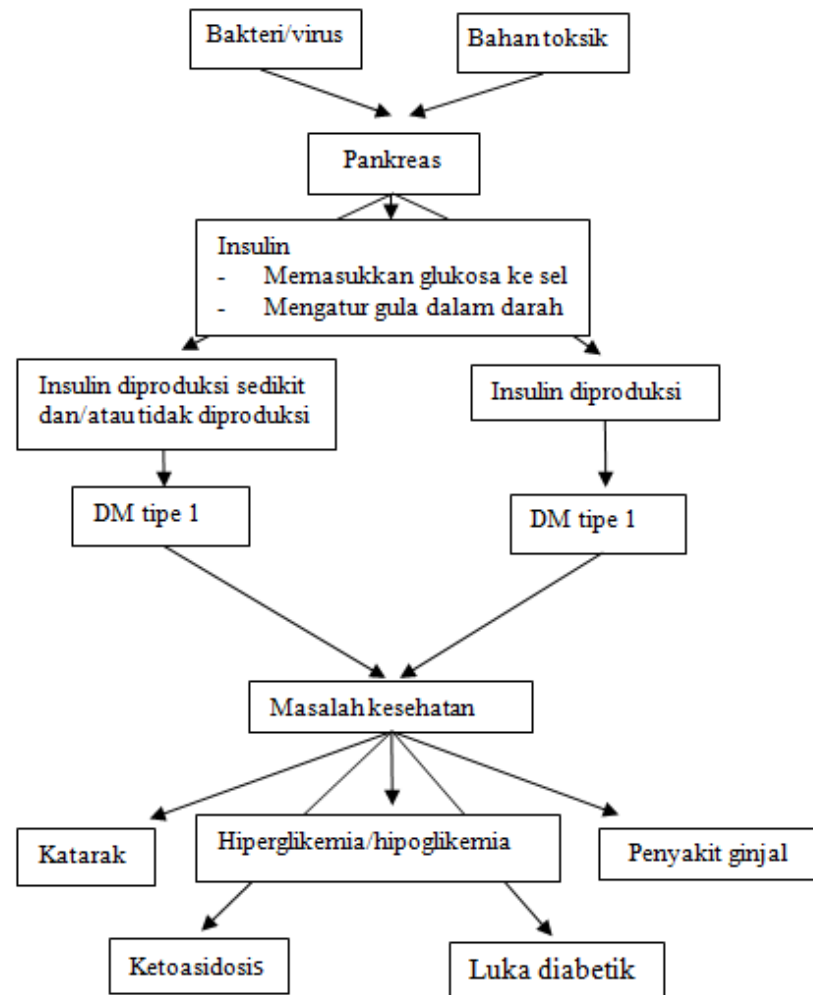 Bakteri/virus
Bahan toksik
Pankreas
Insulin
- Memasukkan glukosa ke sel
- Mengatur gula dalam darah
Insulin diproduksi sedikit
dan/atau tidak diproduksi
Insulin diproduksi
DM tipe 1
DM tipe 1
Masalah kesehatan
Katarak
Hiperglikemia/hipoglikemia
Penyakit ginjal
Ketoasidosis
Luka diabetik